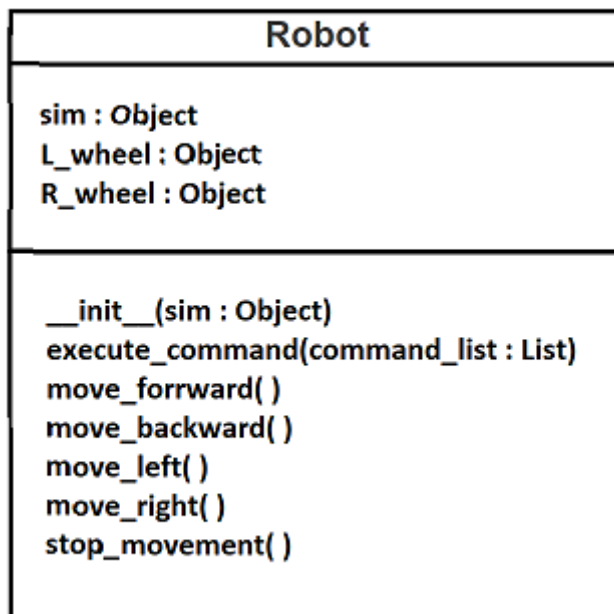 Robot
sim : Object
L_wheel : Object
R_wheel : Object
__init__(sim : Object)
execute_command(command_list : List)
move_forrward( )
move_backward( )
move_left( )
move_right( )
stop_movement( )